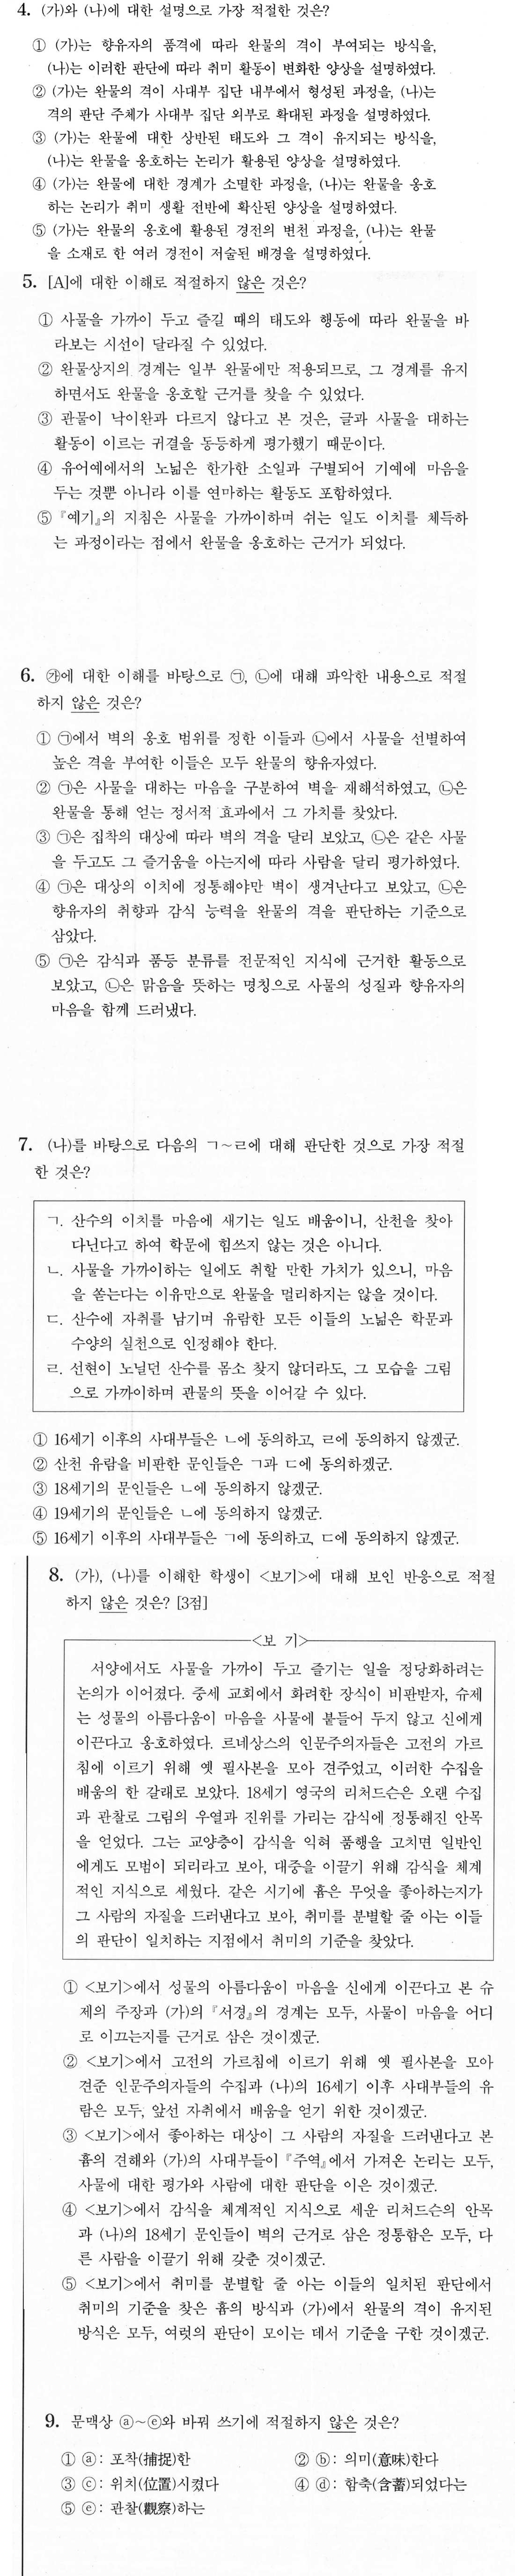 4. (가)와 (나)에 대한 설명으로 가장 적절한 것은?
① (가)는 향유자의 품격에 따라 완물의 격이 부여되는 방식을,
(나)는 이러한 판단에 따라 취미 활동이 변화한 양상을 설명하였다.
② (가)는 완물의 격이 사대부 집단 내부에서 형성된 과정을, (나)는
격의 판단 주체가 사대부 집단 외부로 확대된 과정을 설명하였다.
③ (가)는 완물에 대한 상반된 태도와 그 격이 유지되는 방식을,
(나)는 완물을 옹호하는 논리가 활용된 양상을 설명하였다.
④ (가)는 완물에 대한 경계가 소멸한 과정을, (나)는 완물을 옹호
하는 논리가 취미 생활 전반에 확산된 양상을 설명하였다.
⑤ (가)는 완물의 옹호에 활용된 경전의 변천 과정을, (나)는 완물
을 소재로 한 여러 경전이 저술된 배경을 설명하였다.
5. [A]에 대한 이해로 적절하지 않은 것은?
① 사물을 가까이 두고 즐길 때의 태도와 행동에 따라 완물을 바
라보는 시선이 달라질 수 있었다.
② 완물상지의 경계는 일부 완물에만 적용되므로, 그 경계를 유지
하면서도 완물을 옹호할 근거를 찾을 수 있었다.
③ 관물이 낙이완과 다르지 않다고 본 것은, 글과 사물을 대하는
활동이 이르는 귀결을 동등하게 평가했기 때문이다.
④ 유어예에서의 노닒은 한가한 소일과 구별되어 기예에 마음을
두는 것뿐 아니라 이를 연마하는 활동도 포함하였다.
⑤ 『예기』의 지침은 사물을 가까이하며 쉬는 일도 이치를 체득하
는 과정이라는 점에서 완물을 옹호하는 근거가 되었다.
6. ㉮에 대한 이해를 바탕으로 ㉠, ㉡에 대해 파악한 내용으로 적절
하지 않은 것은?
① ㉠에서 벽의 옹호 범위를 정한 이들과 ㉡에서 사물을 선별하여
높은 격을 부여한 이들은 모두 완물의 향유자였다.
② ㉠은 사물을 대하는 마음을 구분하여 벽을 재해석하였고, ㉡은
완물을 통해 얻는 정서적 효과에서 그 가치를 찾았다.
③ ㉠은 집착의 대상에 따라 벽의 격을 달리 보았고, ㉡은 같은 사물
을 두고도 그 즐거움을 아는지에 따라 사람을 달리 평가하였다.
④ ㉠은 대상의 이치에 정통해야만 벽이 생겨난다고 보았고, ㉡은
향유자의 취향과 감식 능력을 완물의 격을 판단하는 기준으로
삼았다.
⑤ ㉠은 감식과 품등 분류를 전문적인 지식에 근거한 활동으로
보았고, ㉡은 맑음을 뜻하는 명칭으로 사물의 성질과 향유자의
마음을 함께 드러냈다.
7. (나)를 바탕으로 다음의 ㄱ~ㄹ에 대해 판단한 것으로 가장 적절
한 것은?
ㄱ. 산수의 이치를 마음에 새기는 일도 배움이니, 산천을 찾아
다닌다고 하여 학문에 힘쓰지 않는 것은 아니다.
ㄴ. 사물을 가까이하는 일에도 취할 만한 가치가 있으니, 마음
을 쏟는다는 이유만으로 완물을 멀리하지는 않을 것이다.
ㄷ. 산수에 자취를 남기며 유람한 모든 이들의 노닒은 학문과
수양의 실천으로 인정해야 한다.
ㄹ. 선현이 노닐던 산수를 몸소 찾지 않더라도, 그 모습을 그림
으로 가까이하며 관물의 뜻을 이어갈 수 있다.
① 16세기 이후의 사대부들은 ㄴ에 동의하고, ㄹ에 동의하지 않겠군.
② 산천 유람을 비판한 문인들은 ㄱ과 ㄷ에 동의하겠군.
③ 18세기의 문인들은 ㄴ에 동의하지 않겠군.
④ 19세기의 문인들은 ㄴ에 동의하지 않겠군.
⑤ 16세기 이후의 사대부들은 ㄱ에 동의하고, ㄷ에 동의하지 않겠군.
8. (가), (나)를 이해한 학생이 <보기>에 대해 보인 반응으로 적절
하지 않은 것은? [3점]
<보 기>
서양에서도 사물을 가까이 두고 즐기는 일을 정당화하려는
논의가 이어졌다. 중세 교회에서 화려한 장식이 비판받자, 슈제
는 성물의 아름다움이 마음을 사물에 붙들어 두지 않고 신에게
이끈다고 옹호하였다. 르네상스의 인문주의자들은 고전의 가르
침에 이르기 위해 옛 필사본을 모아 견주었고, 이러한 수집을
배움의 한 갈래로 보았다. 18세기 영국의 리처드슨은 오랜 수집
과 관찰로 그림의 우열과 진위를 가리는 감식에 정통해진 안목
을 얻었다. 그는 교양층이 감식을 익혀 품행을 고치면 일반인
에게도 모범이 되리라고 보아, 대중을 이끌기 위해 감식을 체계
적인 지식으로 세웠다. 같은 시기에 흄은 무엇을 좋아하는지가
그 사람의 자질을 드러낸다고 보아, 취미를 분별할 줄 아는 이들
의 판단이 일치하는 지점에서 취미의 기준을 찾았다.
① <보기>에서 성물의 아름다움이 마음을 신에게 이끈다고 본 슈
제의 주장과 (가)의 『서경』의 경계는 모두, 사물이 마음을 어디
로 이끄는지를 근거로 삼은 것이겠군.
② <보기>에서 고전의 가르침에 이르기 위해 옛 필사본을 모아
견준 인문주의자들의 수집과 (나)의 16세기 이후 사대부들의 유
람은 모두, 앞선 자취에서 배움을 얻기 위한 것이겠군.
③ <보기>에서 좋아하는 대상이 그 사람의 자질을 드러낸다고 본
흄의 견해와 (가)의 사대부들이 『주역』에서 가져온 논리는 모두,
사물에 대한 평가와 사람에 대한 판단을 이은 것이겠군.
④ <보기>에서 감식을 체계적인 지식으로 세운 리처드슨의 안목
과 (나)의 18세기 문인들이 벽의 근거로 삼은 정통함은 모두, 다
른 사람을 이끌기 위해 갖춘 것이겠군.
⑤ <보기>에서 취미를 분별할 줄 아는 이들의 일치된 판단에서
취미의 기준을 찾은 흄의 방식과 (가)에서 완물의 격이 유지된
방식은 모두, 여럿의 판단이 모이는 데서 기준을 구한 것이겠군.
9. 문맥상 ⓐ~ⓔ와 바꿔 쓰기에 적절하지 않은 것은?
① ⓐ: 포착(捕捉)한 ② ⓑ: 의미(意味)한다
③ ⓒ: 위치(位置)시켰다 ④ ⓓ: 함축(含蓄)되었다는
⑤ ⓔ: 관찰(觀察)하는